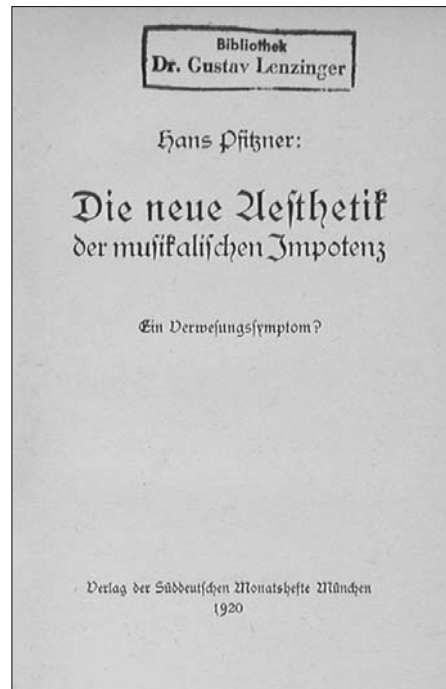 Bibliothek
Dr. Gustav Lenzinger
Hans Pfitzner:
Die neue Aesthetik
der musikalischen Impotenz
Ein Verwesungssymptom?
Verlag der Süddeutschen Monatshefte München
1920